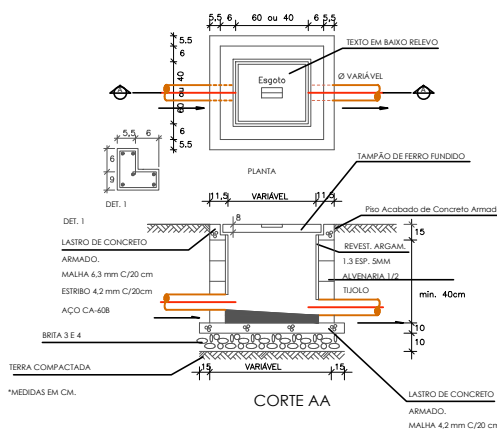 5,5 6 60 ou 40 6 5,5
5.5
6
40 ou 60
6
5.5
TEXTO EM BAIXO RELEVO
Esgoto
Ø VARIÁVEL
A
A
5,5 6
6
6
DET. 1
PLANTA
TAMPÃO DE FERRO FUNDIDO
11,5 VARIÁVEL 11,5
8
Piso Acabado de Concreto Armad
15
DET. 1
LASTRO DE CONCRETO
ARMADO.
MALHA 6,3 mm C/20 cm
ESTRIBO 4,2 mm C/20cm
AÇO CA-60B
REVEST. ARGAM.
1.3 ESP. 5MM
ALVENARIA 1/2
TIJOLO
min. 40cm
10
10
BRITA 3 E 4
TERRA COMPACTADA
15 VARIÁVEL 15
*MEDIDAS EM CM.
CORTE AA
LASTRO DE CONCRETO
ARMADO.
MALHA 4,2 mm C/20 cm